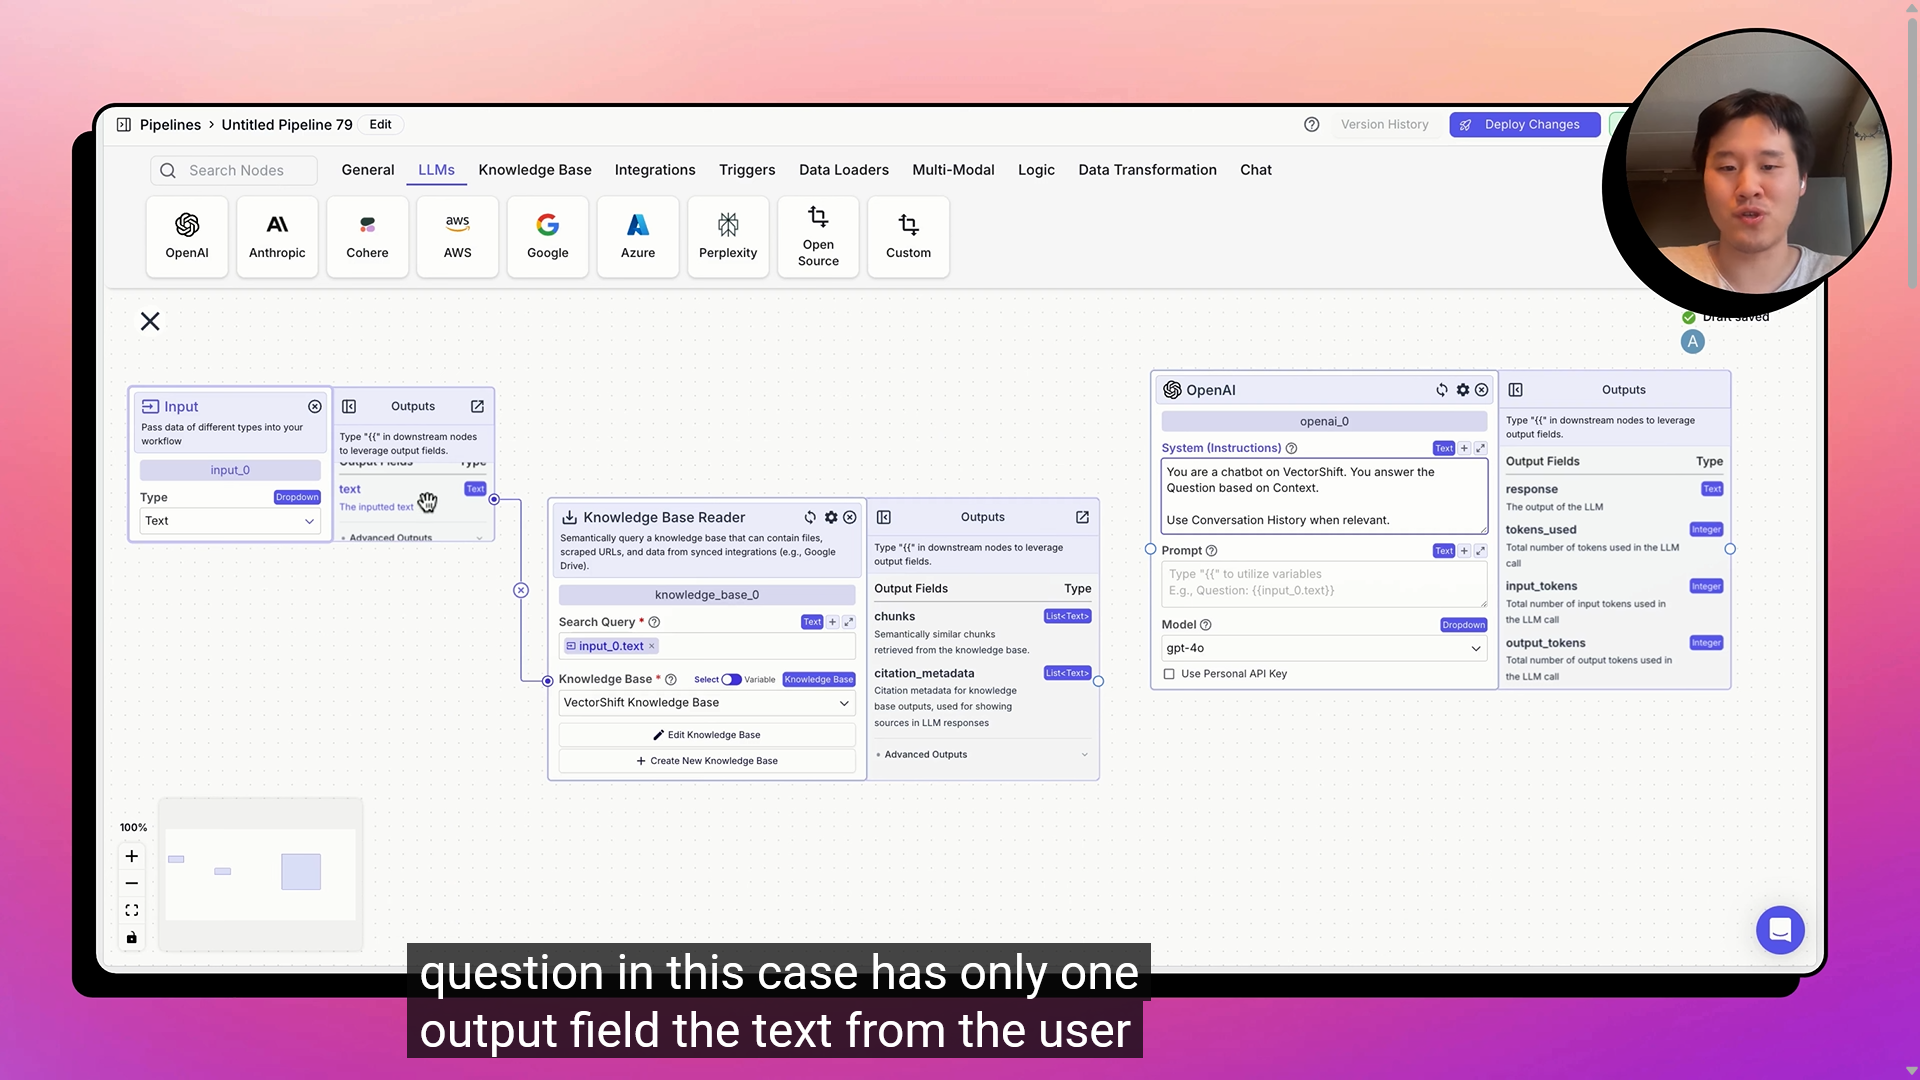 Pipelines > Untitled Pipeline 79 Edit
Version History
Deploy Changes
Search Nodes
General
LLMs
Knowledge Base
Integrations
Triggers
Data Loaders
Multi-Modal
Logic
Data Transformation
Chat
OpenAI
Anthropic
Cohere
aws
AWS
Google
Azure
Perplexity
Open
Source
Custom
Draft saved
A
Input
Pass data of different types into your
workflow
input_0
Type
Dropdown
Text
Outputs
Type "{{" in downstream nodes
to leverage output fields.
Output Fields
Type
text
Text
The inputted text
Advanced Outputs
Knowledge Base Reader
Semantically query a knowledge base that can contain files,
scraped URLs, and data from synced integrations (e.g., Google
Drive).
knowledge_base_0
Search Query *
Text
input_0.text
Knowledge Base *
Select
Variable
Knowledge Base
VectorShift Knowledge Base
Edit Knowledge Base
+ Create New Knowledge Base
Outputs
Type "{{" in downstream nodes to leverage
output fields.
Output Fields
Type
chunks
List<Text>
Semantically similar chunks
retrieved from the knowledge base.
citation_metadata
List<Text>
Citation metadata for knowledge
base outputs, used for showing
sources in LLM responses
Advanced Outputs
OpenAI
openai_0
System (Instructions)
Text
You are a chatbot on VectorShift. You answer the
Question based on Context.
Use Conversation History when relevant.
Prompt
Text
Type "{{" to utilize variables
E.g., Question: {{input_0.text}}
Model
Dropdown
gpt-4o
Use Personal API Key
Outputs
Type "{{" in downstream nodes to leverage
output fields.
Output Fields
Type
response
Text
The output of the LLM
tokens_used
Integer
Total number of tokens used in the LLM
call
input_tokens
Integer
Total number of input tokens used in
the LLM call
output_tokens
Integer
Total number of output tokens used in
the LLM call
100%
question in this case has only one
output field the text from the user